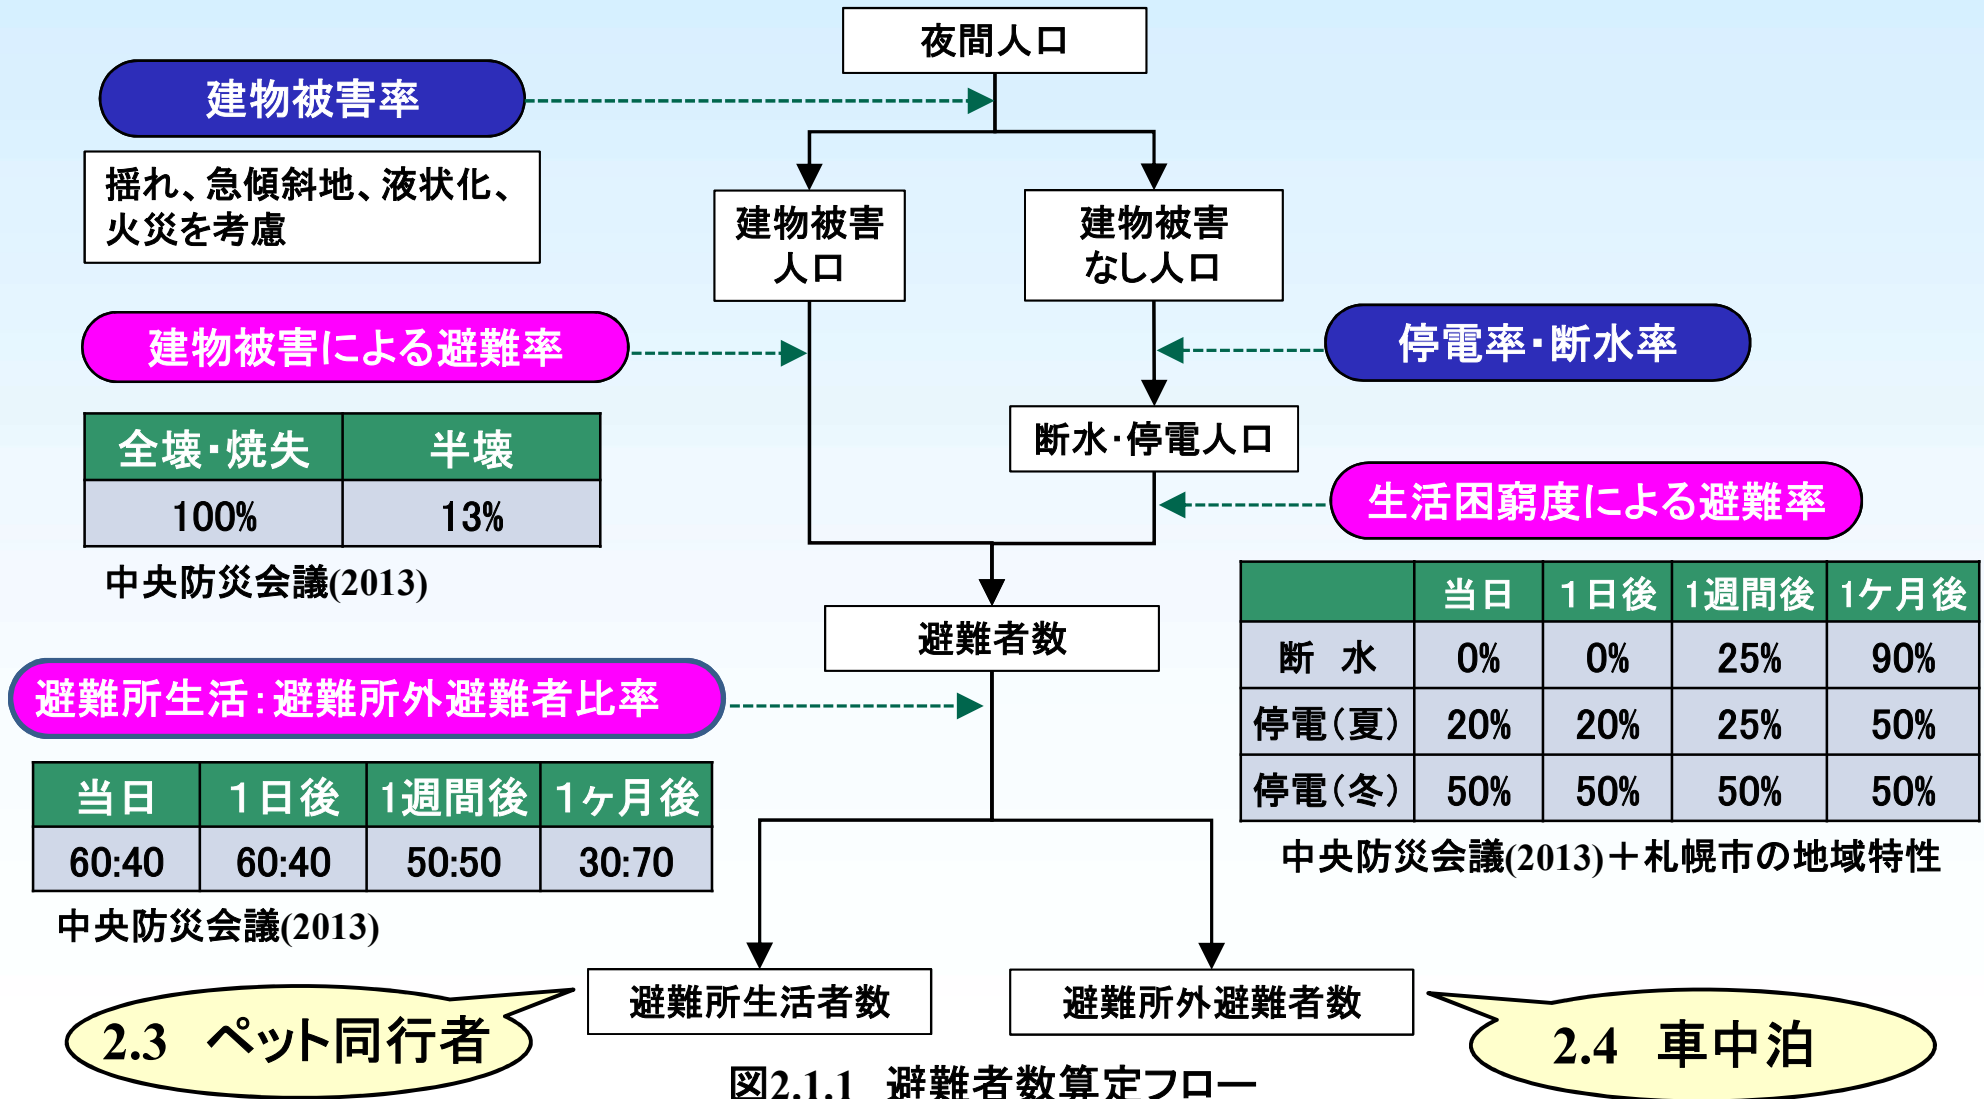 夜間人口
建物被害率
揺れ、急傾斜地、液状化、
火災を考慮
建物被害
人口
建物被害
なし人口
建物被害による避難率
停電率・断水率
全壊・焼失 半壊
100% 13%
中央防災会議(2013)
断水・停電人口
生活困窮度による避難率
当日 1日後 1週間後 1ケ月後
断 水 0% 0% 25% 90%
停電(夏) 20% 20% 25% 50%
停電(冬) 50% 50% 50% 50%
中央防災会議(2013)+札幌市の地域特性
避難者数
避難所生活:避難所外避難者比率
当日 1日後 1週間後 1ヶ月後
60:40 60:40 50:50 30:70
中央防災会議(2013)
避難所生活者数
避難所外避難者数
2.3 ペット同行者
2.4 車中泊
図2.1.1 避難者数算定フロー